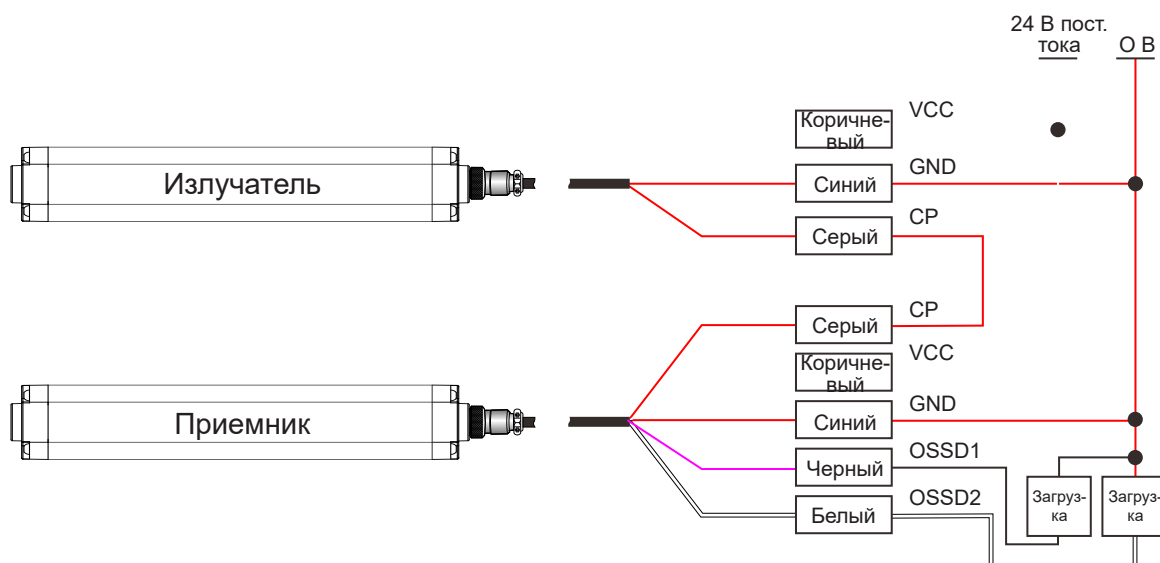 24 В пост.
тока
О В
VCC
Коричне-
вый
GND
Излучатель
Синий
CP
Серый
CP
Серый
VCC
Коричне-
вый
GND
Приемник
Синий
OSSD1
Черный
OSSD2
Белый
Загруз-
ка
Загруз-
ка